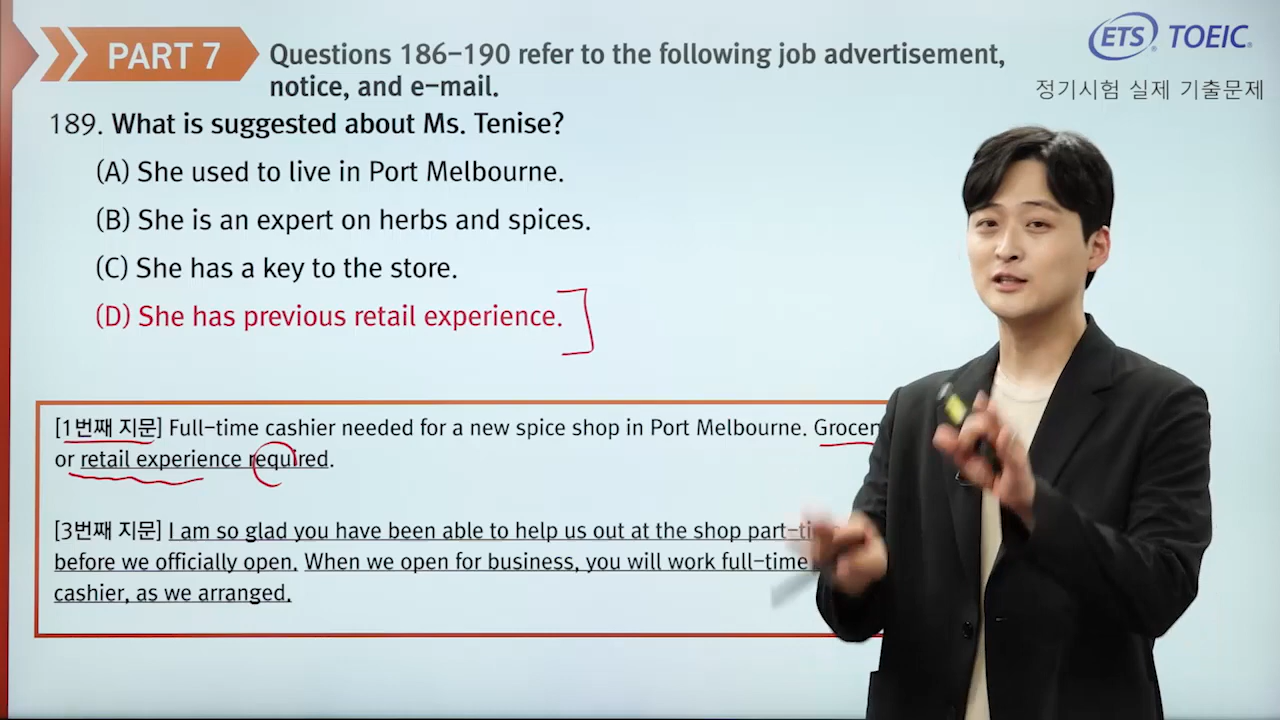 PART 7
Questions 186-190 refer to the following job advertisement,
notice, and e-mail.
ETS TOEIC
정기시험 실제 기출문제
189. What is suggested about Ms. Tenise?
(A) She used to live in Port Melbourne.
(B) She is an expert on herbs and spices.
(C) She has a key to the store.
(D) She has previous retail experience.
[1번째 지문] Full-time cashier needed for a new spice shop in Port Melbourne.
or retail experience required.
[3번째 지문] I am so glad you have been able to help us out at the shop
before we officially open. When we open for business, you will work full-time
cashier, as we arranged.